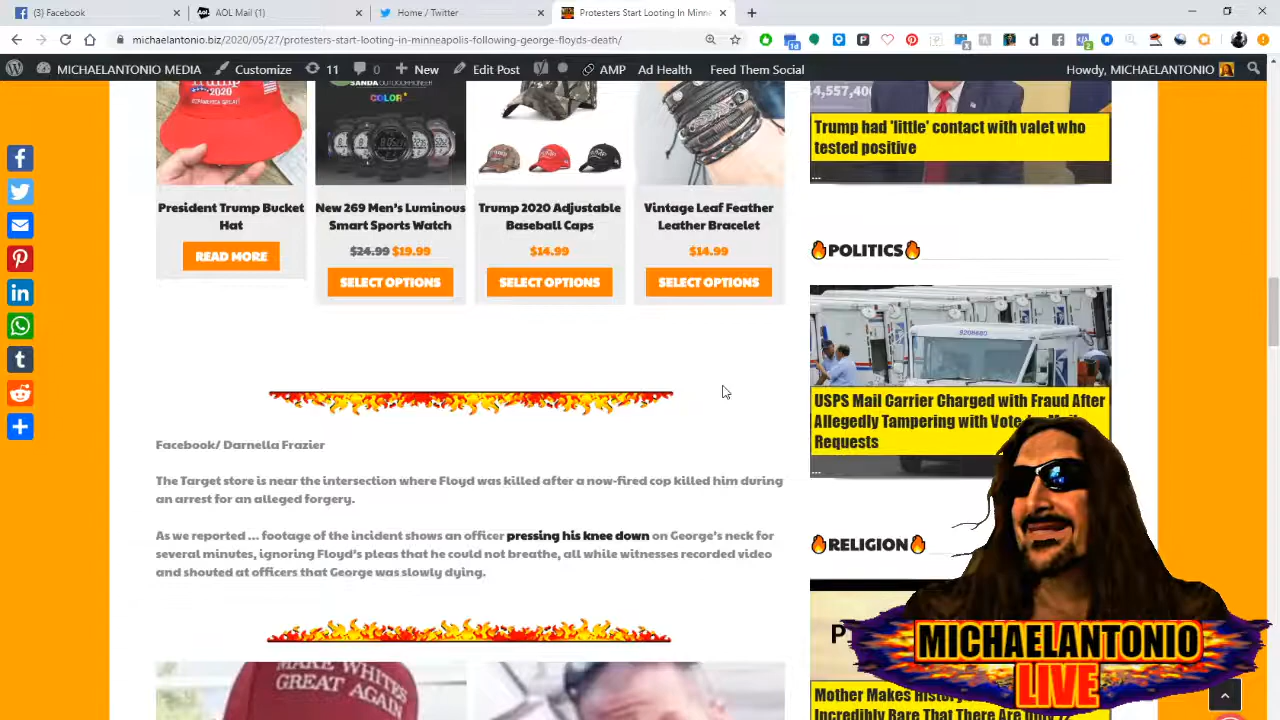 (3) Facebook
AOL Mail (1)
Home / Twitter
Protesters Start Looting In Minne
michaelantonio.biz/2020/05/27/protesters-start-looting-in-minneapolis-following-george-floyds-death/
MICHAELANTONIO MEDIA
Customize
11
0
New
Edit Post
AMP
Ad Health
Feed Them Social
Howdy, MICHAELANTONIO
Trump
2020
SANDA
COLOR
President Trump Bucket
Hat
READ MORE
New 269 Men's Luminous
Smart Sports Watch
$24.99 $19.99
SELECT OPTIONS
Trump 2020 Adjustable
Baseball Caps
$14.99
SELECT OPTIONS
Vintage Leaf Feather
Leather Bracelet
$14.99
SELECT OPTIONS
Facebook/ Darnella Frazier
The Target store is near the intersection where Floyd was killed after a now-fired cop killed him during
an arrest for an alleged forgery.
As we reported … footage of the incident shows an officer pressing his knee down on George's neck for
several minutes, ignoring Floyd's pleas that he could not breathe, all while witnesses recorded video
and shouted at officers that George was slowly dying.
MAKE WHITES
GREAT AGAIN
14,557,40
Trump had 'little' contact with valet who
tested positive
...
🔥POLITICS🔥
USPS Mail Carrier Charged with Fraud After
Allegedly Tampering with Vote
Requests
...
🔥RELIGION🔥
P
Mother Makes
Incredibly Rare That There Are
MICHAELANTONIO
LIVE